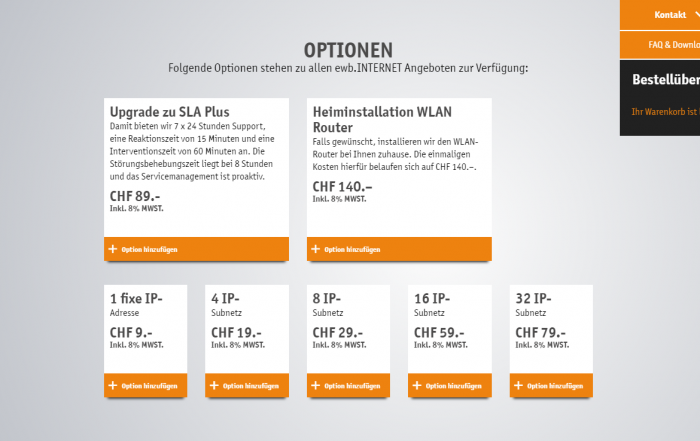 Kontakt
FAQ &
Ihr Warenkorb ist
OPTIONEN
Folgende Optionen stehen zu allen ewb.INTERNET Angeboten zur Verfügung:
Upgrade zu SLA Plus
Damit bieten wir 7 x 24 Stunden Support,
eine Reaktionszeit von 15 Minuten und eine
Interventionszeit von 60 Minuten an. Die
Störungsbehebungszeit liegt bei 8 Stunden
und das Servicemanagement ist proaktiv.
CHF 89.-
Inkl. 8% MWST.
Option hinzufügen
Heiminstallation WLAN
Router
Falls gewünscht, installieren wir den WLAN-
Router bei Ihnen zuhause. Die einmaligen
Kosten hierfür belaufen sich auf CHF 140.–.
CHF 140.–
Inkl. 8% MWST.
Option hinzufügen
1 fixe IP-
Adresse
CHF 9.-
Inkl. 8% MWST.
Option hinzufügen
4 IP-
Subnetz
CHF 19.-
Inkl. 8% MWST.
Option hinzufügen
8 IP-
Subnetz
CHF 29.-
Inkl. 8% MWST.
Option hinzufügen
16 IP-
Subnetz
CHF 59.-
Inkl. 8% MWST.
Option hinzufügen
32 IP-
Subnetz
CHF 79.-
Inkl. 8% MWST.
Option hinzufügen